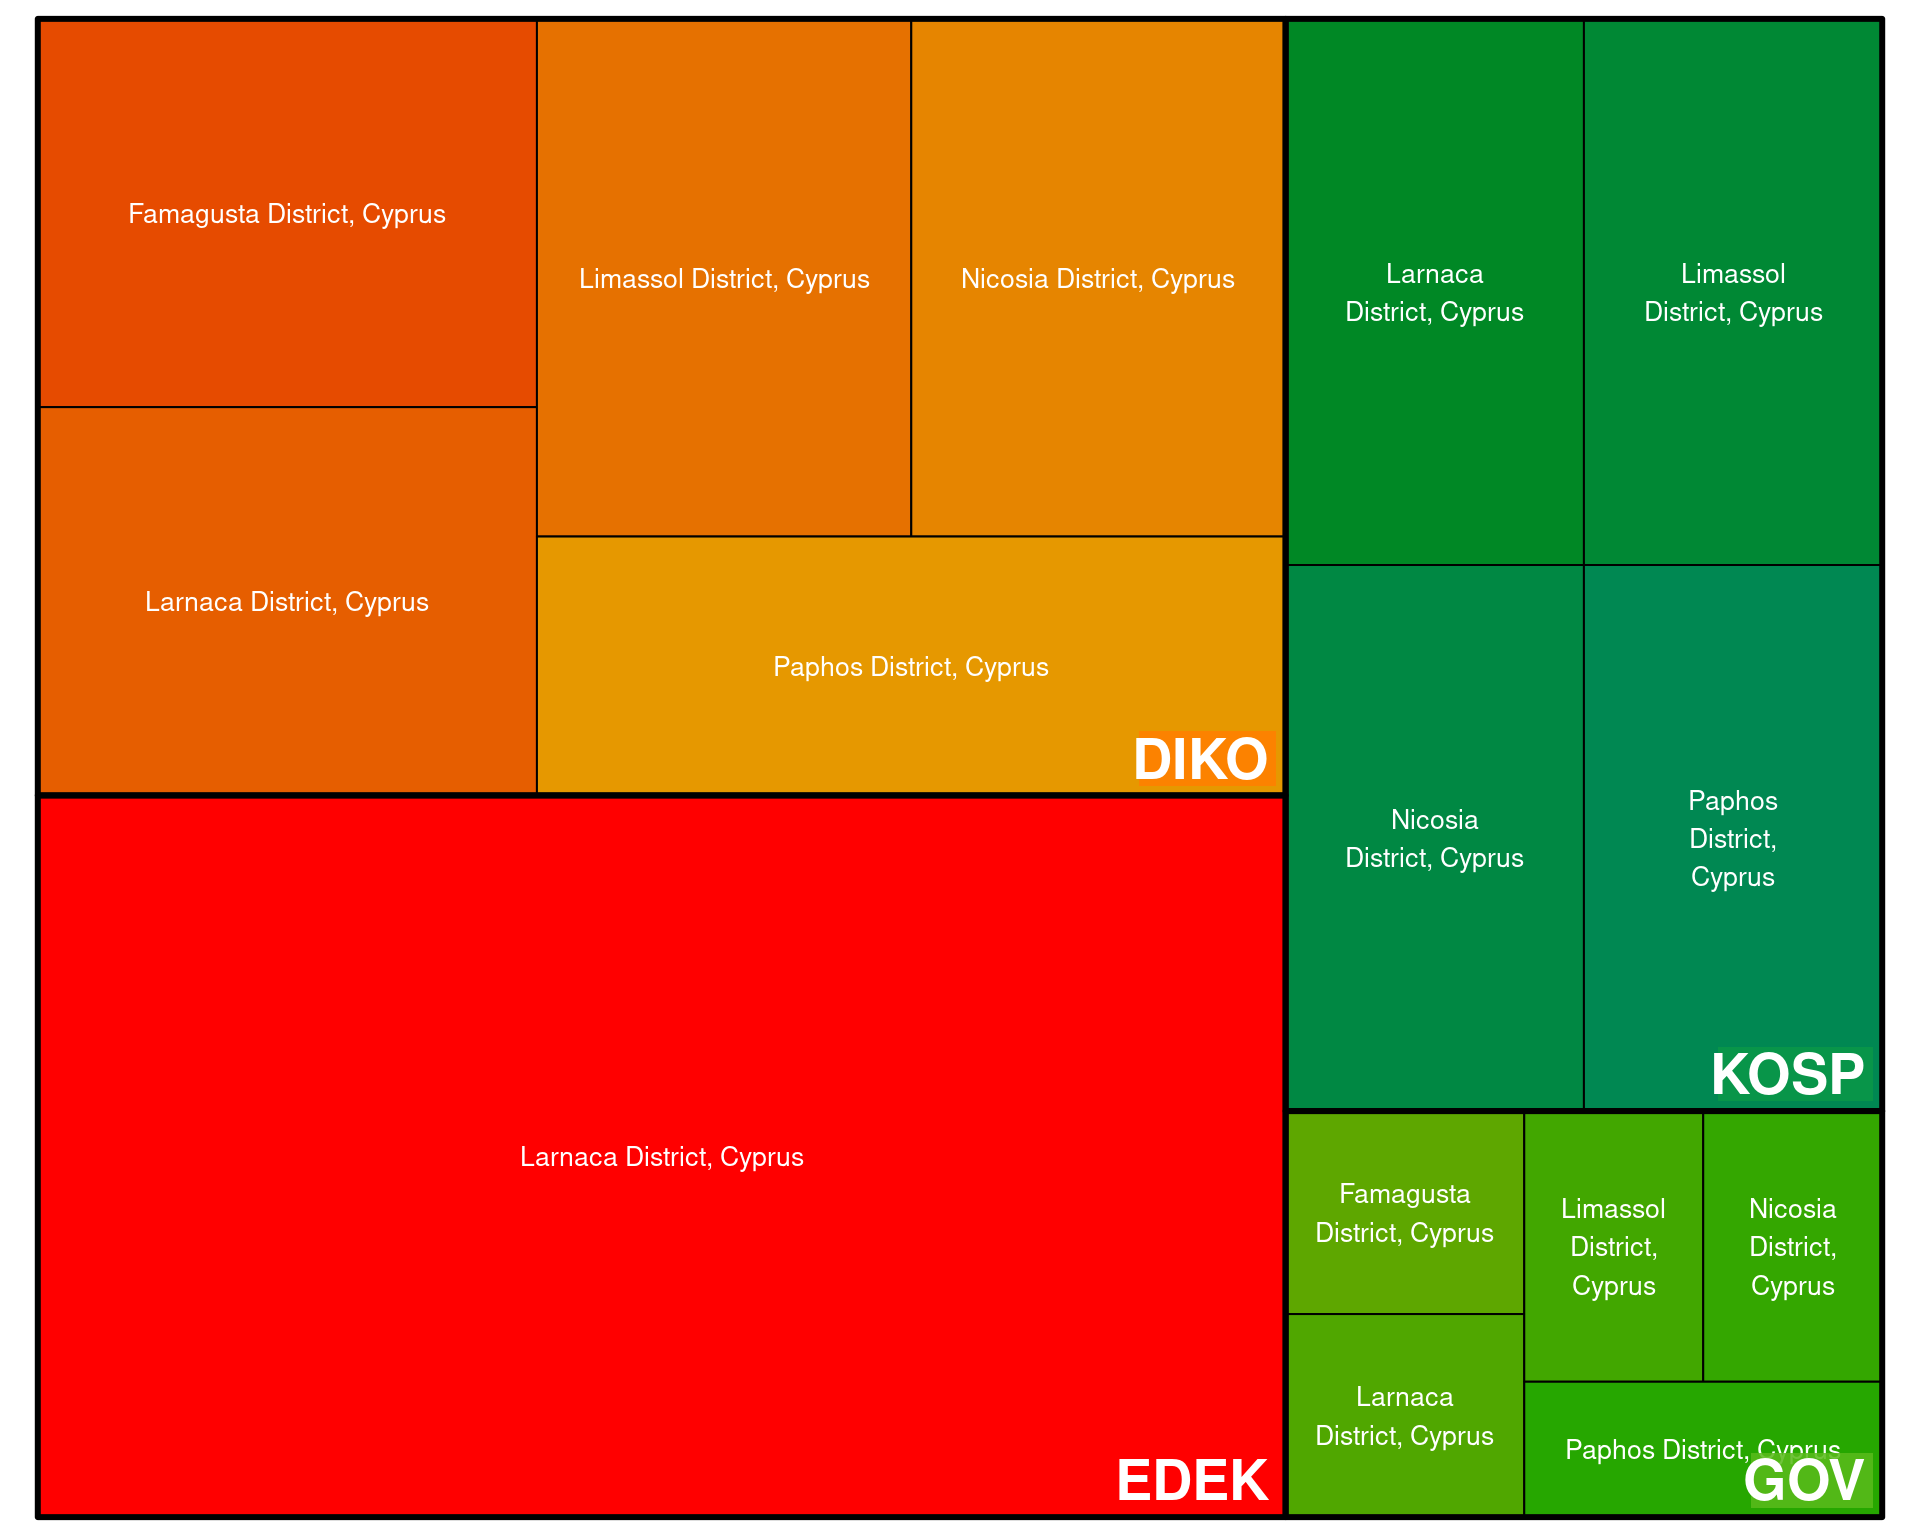 Famagusta District, Cyprus
Larnaca District, Cyprus
Limassol District, Cyprus
Nicosia District, Cyprus
Paphos District, Cyprus
DIKO
Larnaca District, Cyprus
EDEK
Larnaca
District, Cyprus
Limassol
District, Cyprus
Nicosia
District, Cyprus
Paphos
District,
Cyprus
KOSP
Famagusta
District, Cyprus
Larnaca
District, Cyprus
Limassol
District,
Cyprus
Nicosia
District,
Cyprus
Paphos District, Cyprus
GOV